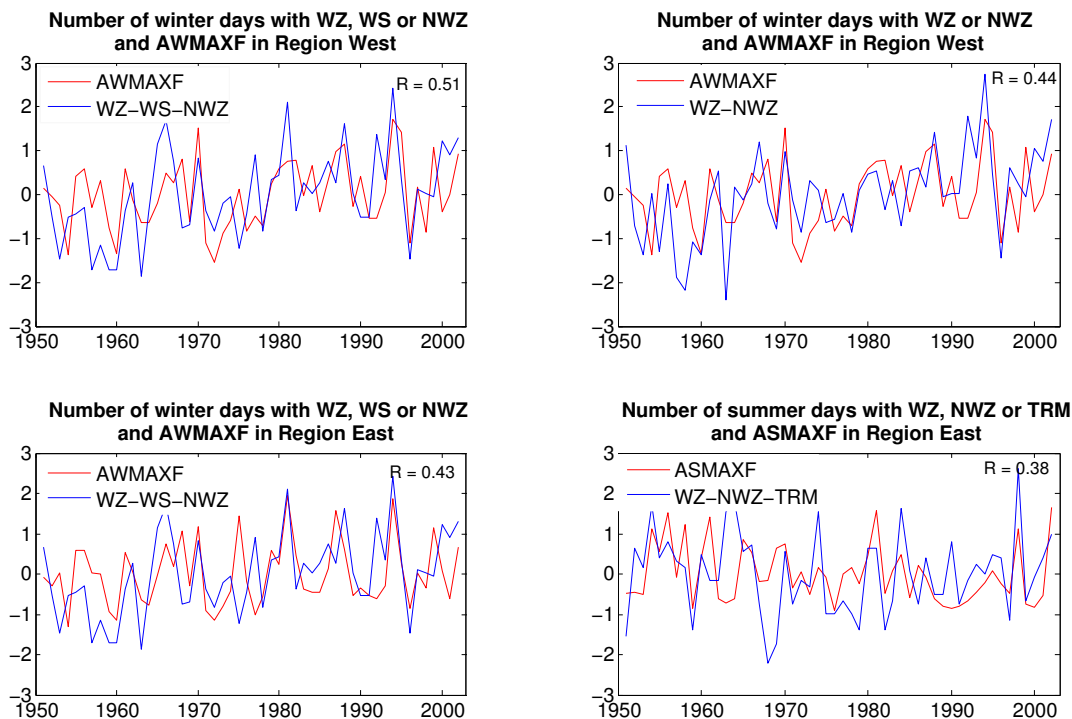 Number of winter days with WZ, WS or NWZ
and AWMAXF in Region West
3
2
1
0
−1
−2
−3
AWMAXF
WZ−WS−NWZ
R = 0.51
1950
1960
1970
1980
1990
2000
Number of winter days with WZ or NWZ
and AWMAXF in Region West
3
2
1
0
−1
−2
−3
AWMAXF
WZ−NWZ
R = 0.44
1950
1960
1970
1980
1990
2000
Number of winter days with WZ, WS or NWZ
and AWMAXF in Region East
3
2
1
0
−1
−2
−3
AWMAXF
WZ−WS−NWZ
R = 0.43
1950
1960
1970
1980
1990
2000
Number of summer days with WZ, NWZ or TRM
and ASMAXF in Region East
3
2
1
0
−1
−2
−3
ASMAXF
WZ−NWZ−TRM
R = 0.38
1950
1960
1970
1980
1990
2000